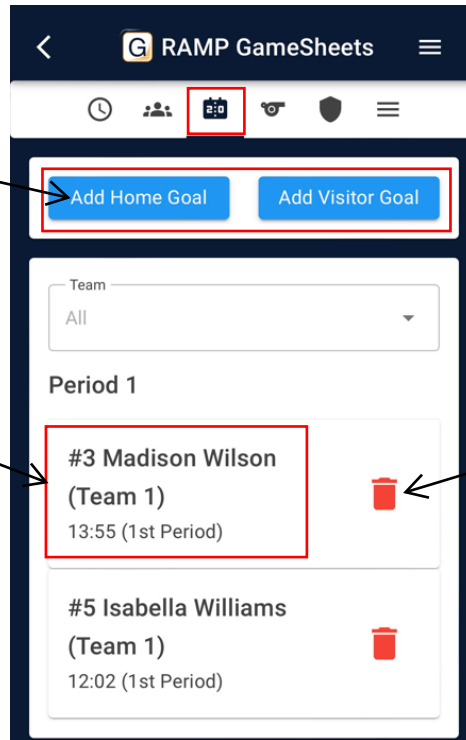 G RAMP GameSheets
2:0
Add Home Goal Add Visitor Goal
Team
All
Period 1
#3 Madison Wilson
(Team 1)
13:55 (1st Period)
#5 Isabella Williams
(Team 1)
12:02 (1st Period)